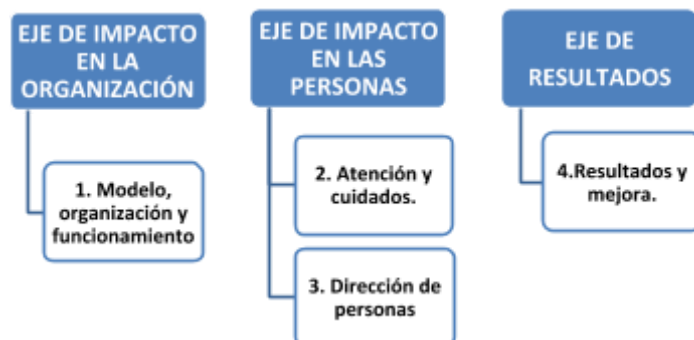 EJE DE IMPACTO
EN LA
ORGANIZACIÓN
1. Modelo,
organización y
funcionamiento
EJE DE IMPACTO
EN LAS
PERSONAS
2. Atención y
cuidados.
3. Dirección de
personas
EJE DE
RESULTADOS
4.Resultados y
mejora.